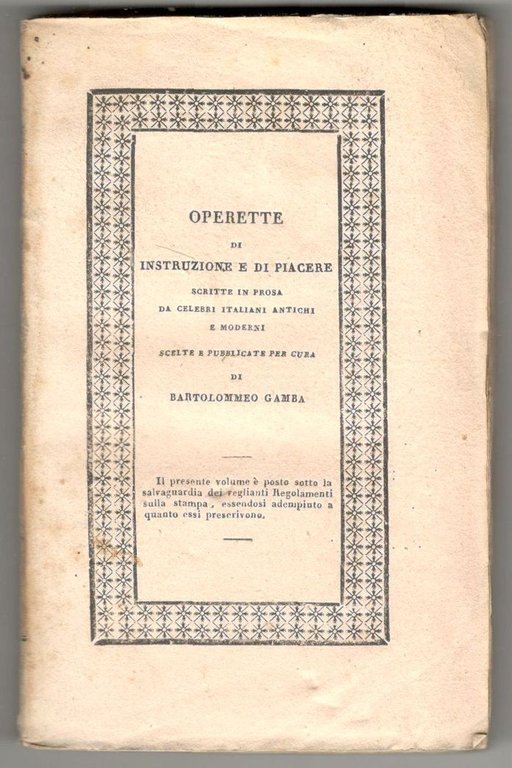 OPERETTE
DI
INSTRUZIONE E DI PIACERE
SCRITTE IN PROSA
DA CELEBRI ITALIANI ANTICHI
E MODERNI
SCELTE E PUBBLICATE PER CURA
DI
BARTOLOMMEO GAMBA
Il presente volume è posto sotto la
salvaguardia dei veglianti Regolamenti
sulla stampa, essendosi adempiuto a
quanto essi prescrivono.